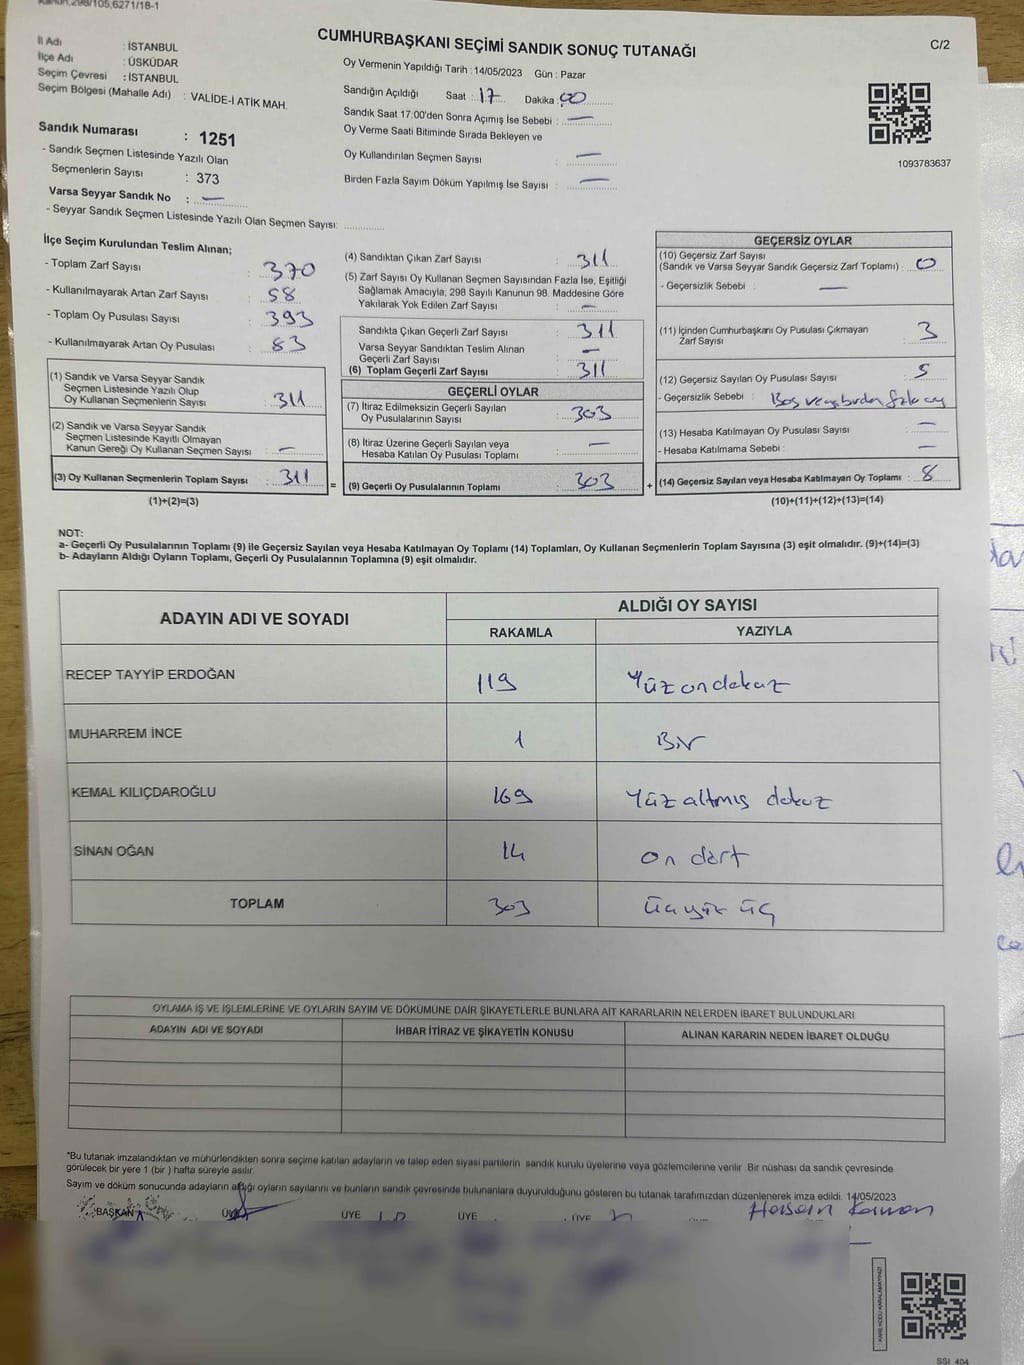 Kanun:298/105,6271/18-1
CUMHURBAŞKANI SEÇİMİ SANDIK SONUÇ TUTANAĞI
C/2
İl Adı : İSTANBUL
İlçe Adı : ÜSKÜDAR
Seçim Çevresi : İSTANBUL
Seçim Bölgesi (Mahalle Adı) : VALİDE-İ ATİK MAH.
Sandık Numarası : 1251
- Sandık Seçmen Listesinde Yazılı Olan
Seçmenlerin Sayısı : 373
Varsa Seyyar Sandık No : —
- Seyyar Sandık Seçmen Listesinde Yazılı Olan Seçmen Sayısı:
Oy Vermenin Yapıldığı Tarih : 14/05/2023 Gün : Pazar
Sandığın Açıldığı Saat : 17 Dakika : 00
Sandık Saat 17:00'den Sonra Açımış İse Sebebi : —
Oy Verme Saati Bitiminde Sırada Bekleyen ve
Oy Kullandırılan Seçmen Sayısı : —
Birden Fazla Sayım Döküm Yapılmış İse Sayısı : —
1093783637
İlçe Seçim Kurulundan Teslim Alınan;
- Toplam Zarf Sayısı : 370
- Kullanılmayarak Artan Zarf Sayısı : 58
- Toplam Oy Pusulası Sayısı : 393
- Kullanılmayarak Artan Oy Pusulası : 83
(1) Sandık ve Varsa Seyyar Sandık
Seçmen Listesinde Yazılı Olup
Oy Kullanan Seçmenlerin Sayısı : 311
(2) Sandık ve Varsa Seyyar Sandık
Seçmen Listesinde Kayıtlı Olmayan
Kanun Gereği Oy Kullanan Seçmen Sayısı : —
(3) Oy Kullanan Seçmenlerin Toplam Sayısı : 311
(1)+(2)=(3)
(4) Sandıktan Çıkan Zarf Sayısı : 311
(5) Zarf Sayısı Oy Kullanan Seçmen Sayısından Fazla İse, Eşitliği
Sağlamak Amacıyla; 298 Sayılı Kanunun 98. Maddesine Göre
Yakılarak Yok Edilen Zarf Sayısı : —
Sandıkta Çıkan Geçerli Zarf Sayısı : 311
Varsa Seyyar Sandıktan Teslim Alınan
Geçerli Zarf Sayısı : —
(6) Toplam Geçerli Zarf Sayısı : 311
GEÇERLİ OYLAR
(7) İtiraz Edilmeksizin Geçerli Sayılan
Oy Pusulalarının Sayısı : 303
(8) İtiraz Üzerine Geçerli Sayılan veya
Hesaba Katılan Oy Pusulası Toplamı : —
= (9) Geçerli Oy Pusulalarının Toplamı : 303
GEÇERSİZ OYLAR
(10) Geçersiz Zarf Sayısı
(Sandık ve Varsa Seyyar Sandık Geçersiz Zarf Toplamı) : 0
- Geçersizlik Sebebi : —
(11) İçinden Cumhurbaşkanı Oy Pusulası Çıkmayan
Zarf Sayısı : 3
(12) Geçersiz Sayılan Oy Pusulası Sayısı : 5
- Geçersizlik Sebebi : Boş veya birden fazla oy
(13) Hesaba Katılmayan Oy Pusulası Sayısı : —
- Hesaba Katılmama Sebebi : —
+ (14) Geçersiz Sayılan veya Hesaba Katılmayan Oy Toplamı : 8
(10)+(11)+(12)+(13)=(14)
NOT:
a- Geçerli Oy Pusulalarının Toplamı (9) ile Geçersiz Sayılan veya Hesaba Katılmayan Oy Toplamı (14) Toplamları, Oy Kullanan Seçmenlerin Toplam Sayısına (3) eşit olmalıdır. (9)+(14)=(3)
b- Adayların Aldığı Oyların Toplamı, Geçerli Oy Pusulalarının Toplamına (9) eşit olmalıdır.
ADAYIN ADI VE SOYADI
ALDIĞI OY SAYISI
RAKAMLA YAZIYLA
RECEP TAYYİP ERDOĞAN 119 Yüz ondokuz
MUHARREM İNCE 1 Bir
KEMAL KILIÇDAROĞLU 169 Yüz altmış dokuz
SİNAN OĞAN 14 on dört
TOPLAM 303 üçyüz üç
OYLAMA İŞ VE İŞLEMLERİNE VE OYLARIN SAYIM VE DÖKÜMÜNE DAİR ŞİKAYETLERLE BUNLARA AİT KARARLARIN NELERDEN İBARET BULUNDUKLARI
ADAYIN ADI VE SOYADI İHBAR İTİRAZ VE ŞİKAYETİN KONUSU ALINAN KARARIN NEDEN İBARET OLDUĞU
*Bu tutanak imzalandıktan ve mühürlendikten sonra seçime katılan adayların ve talep eden siyasi partilerin sandık kurulu üyelerine veya gözlemcilerine verilir. Bir nüshası da sandık çevresinde
görülecek bir yere 1 (bir ) hafta süreyle asılır.
Sayım ve döküm sonucunda adayların aldığı oyların sayılarını ve bunların sandık çevresinde bulunanlara duyurulduğunu gösteren bu tutanak tarafımızdan düzenlenerek imza edildi. 14/05/2023
BAŞKAN ÜYE ÜYE ÜYE ÜYE
SSI 404